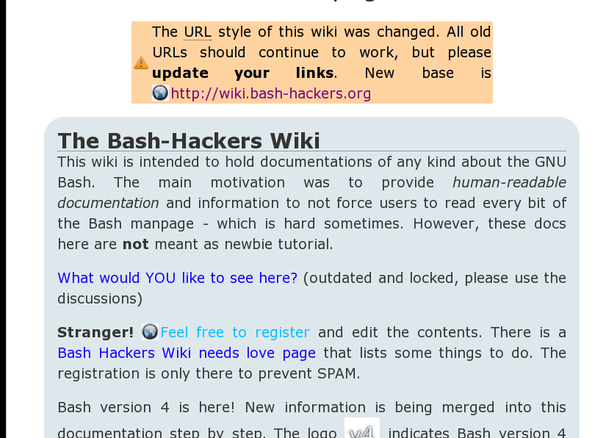 The URL style of this wiki was changed. All old
URLs should continue to work, but please
update your links. New base is
http://wiki.bash-hackers.org
The Bash-Hackers Wiki
This wiki is intended to hold documentations of any kind about the GNU
Bash. The main motivation was to provide human-readable
documentation and information to not force users to read every bit of
the Bash manpage - which is hard sometimes. However, these docs
here are not meant as newbie tutorial.
What would YOU like to see here? (outdated and locked, please use the
discussions)
Stranger! Feel free to register and edit the contents. There is a
Bash Hackers Wiki needs love page that lists some things to do. The
registration is only there to prevent SPAM.
Bash version 4 is here! New information is being merged into this
documentation step by step. The logo v4 indicates Bash version 4